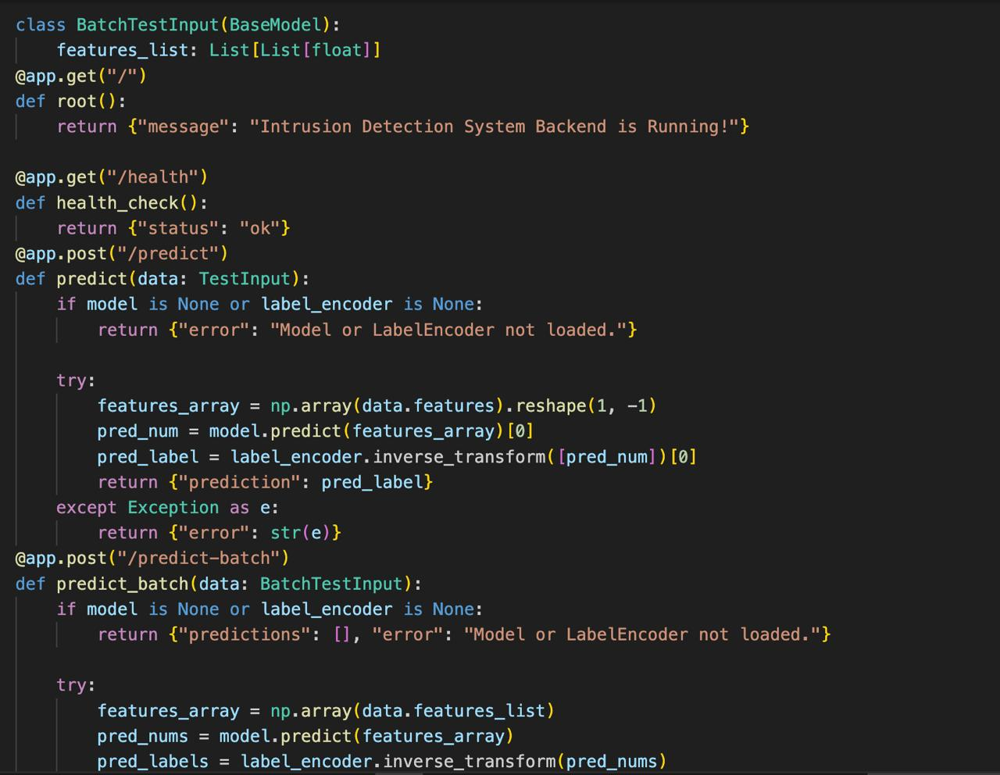 class BatchTestInput(BaseModel):
    features_list: List[List[float]]
@app.get("/")
def root():
    return {"message": "Intrusion Detection System Backend is Running!"}

@app.get("/health")
def health_check():
    return {"status": "ok"}
@app.post("/predict")
def predict(data: TestInput):
    if model is None or label_encoder is None:
        return {"error": "Model or LabelEncoder not loaded."}

    try:
        features_array = np.array(data.features).reshape(1, -1)
        pred_num = model.predict(features_array)[0]
        pred_label = label_encoder.inverse_transform([pred_num])[0]
        return {"prediction": pred_label}
    except Exception as e:
        return {"error": str(e)}
@app.post("/predict-batch")
def predict_batch(data: BatchTestInput):
    if model is None or label_encoder is None:
        return {"predictions": [], "error": "Model or LabelEncoder not loaded."}

    try:
        features_array = np.array(data.features_list)
        pred_nums = model.predict(features_array)
        pred_labels = label_encoder.inverse_transform(pred_nums)